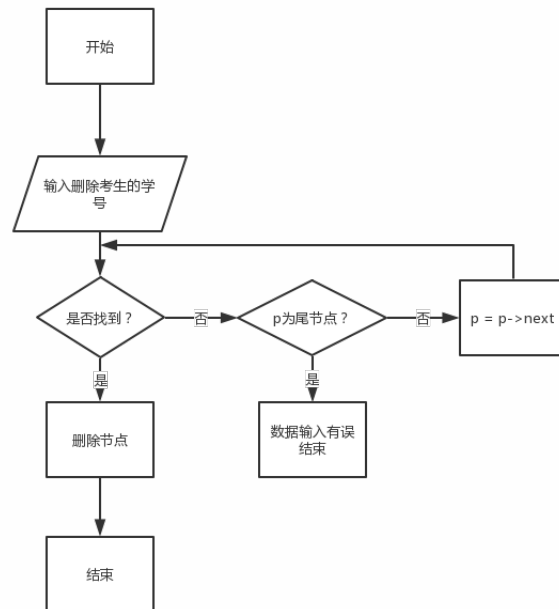 开始
输入删除考生的学
号
是否找到？
否
p为尾节点？
否
p = p->next
是
是
删除节点
数据输入有误
结束
结束